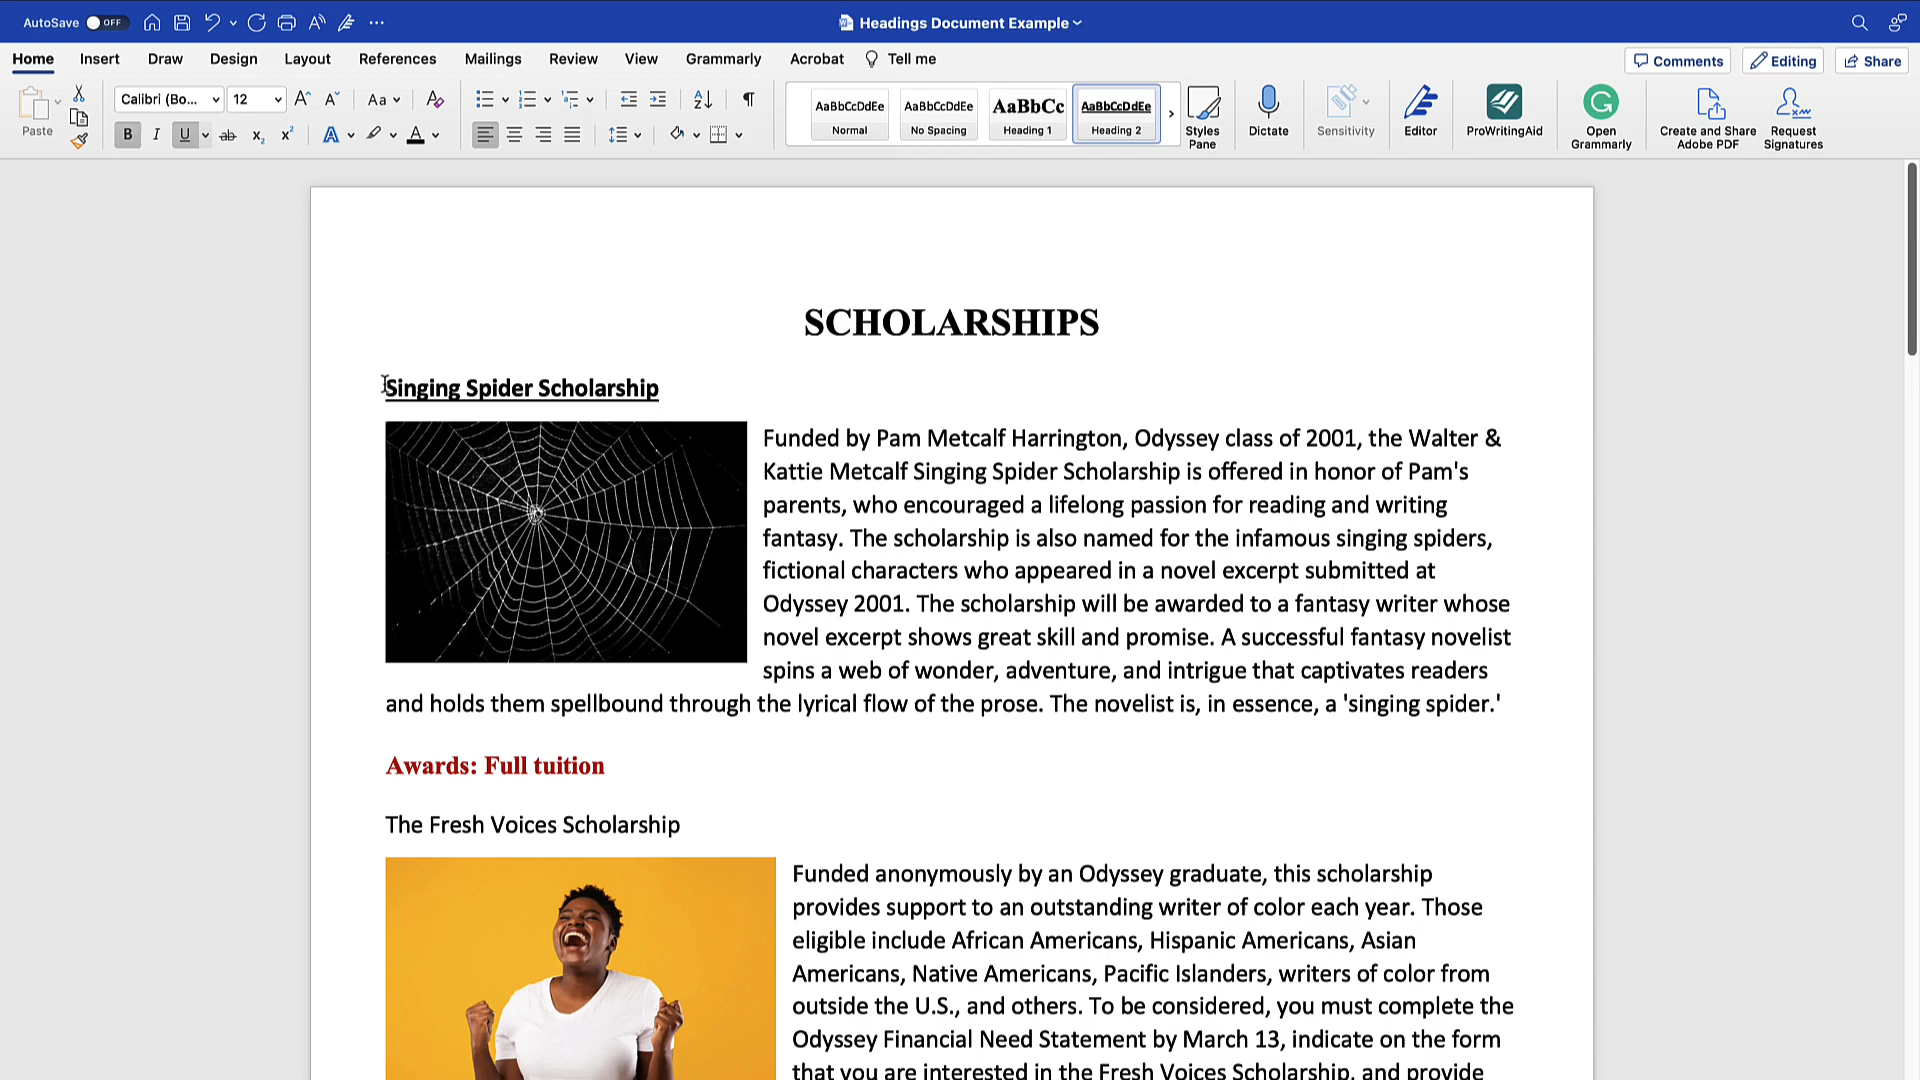 AutoSave OFF
Headings Document Example
Home Insert Draw Design Layout References Mailings Review View Grammarly Acrobat Tell me
Comments Editing Share
Paste
Calibri (Bo... 12
Aa
B I U ab x₂ x²
A A
AaBbCcDdEe AaBbCcDdEe AaBbCc AaBbCcDdEe
Normal No Spacing Heading 1 Heading 2
Styles Pane
Dictate
Sensitivity
Editor
ProWritingAid
Open Grammarly
Create and Share Adobe PDF
Request Signatures
SCHOLARSHIPS
Singing Spider Scholarship
Funded by Pam Metcalf Harrington, Odyssey class of 2001, the Walter &
Kattie Metcalf Singing Spider Scholarship is offered in honor of Pam's
parents, who encouraged a lifelong passion for reading and writing
fantasy. The scholarship is also named for the infamous singing spiders,
fictional characters who appeared in a novel excerpt submitted at
Odyssey 2001. The scholarship will be awarded to a fantasy writer whose
novel excerpt shows great skill and promise. A successful fantasy novelist
spins a web of wonder, adventure, and intrigue that captivates readers
and holds them spellbound through the lyrical flow of the prose. The novelist is, in essence, a 'singing spider.'
Awards: Full tuition
The Fresh Voices Scholarship
Funded anonymously by an Odyssey graduate, this scholarship
provides support to an outstanding writer of color each year. Those
eligible include African Americans, Hispanic Americans, Asian
Americans, Native Americans, Pacific Islanders, writers of color from
outside the U.S., and others. To be considered, you must complete the
Odyssey Financial Need Statement by March 13, indicate on the form
that you are interested in the Fresh Voices Scholarship, and provide